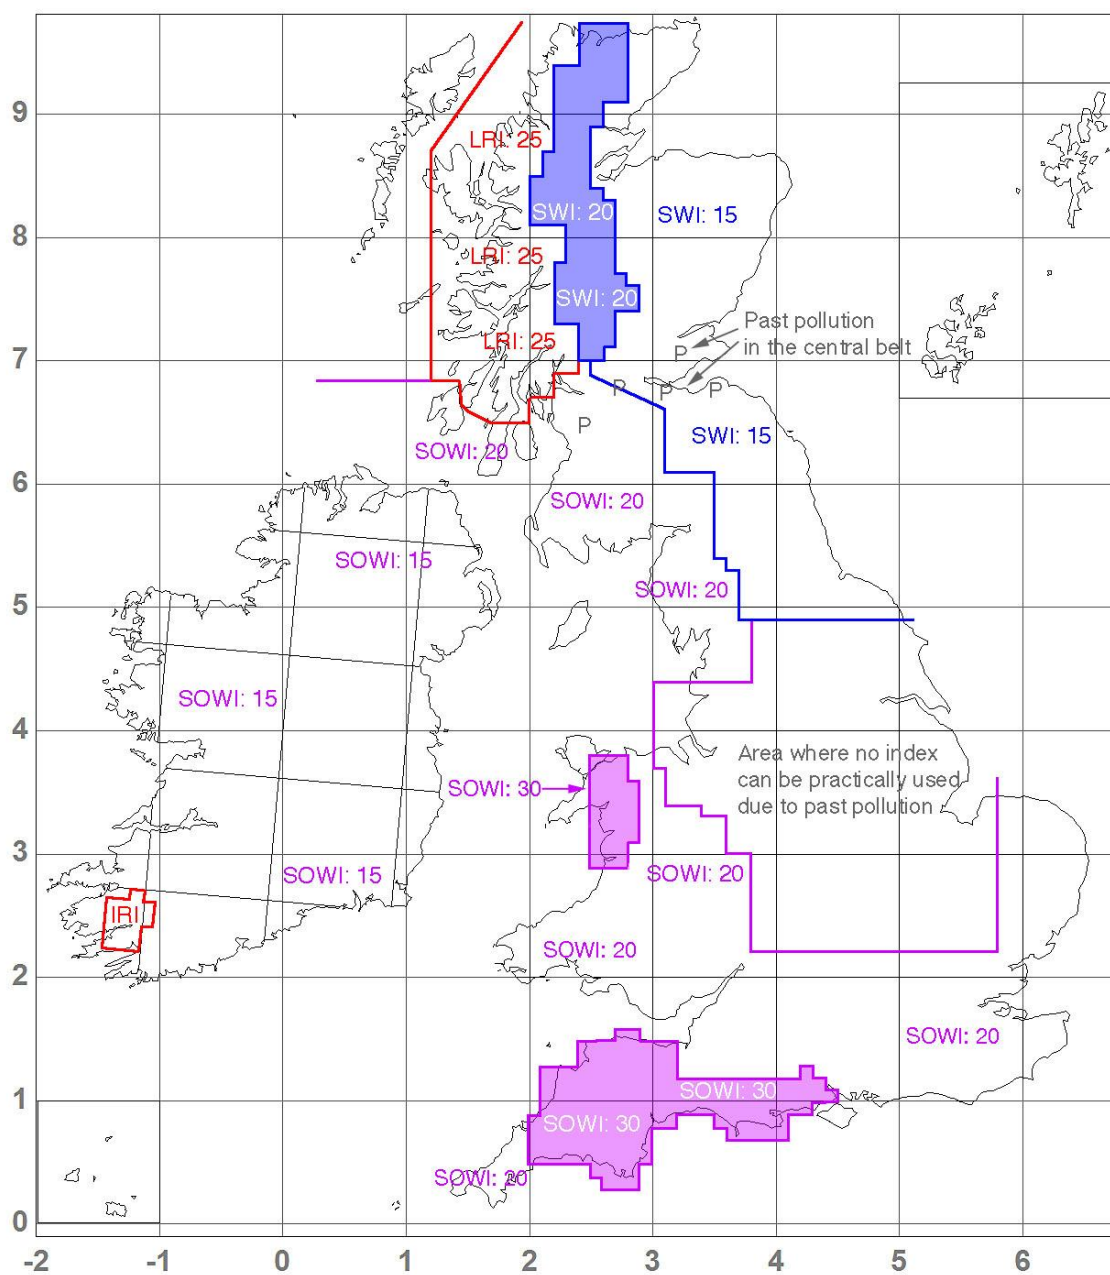 9
LRI: 25
SWI: 20
SWI: 15
8
LRI: 25
SWI: 20
Past pollution
in the central belt
LRI: 25
P
7
P
P
P
P
SWI: 15
SOWI: 20
6
SOWI: 20
SOWI: 15
SOWI: 20
5
SOWI: 15
4
Area where no index
can be practically used
due to past pollution
SOWI: 30
3
SOWI: 15
SOWI: 20
IRI
SOWI: 20
2
SOWI: 20
SOWI: 30
1
SOWI: 30
SOWI: 20
0
-2 -1 0 1 2 3 4 5 6